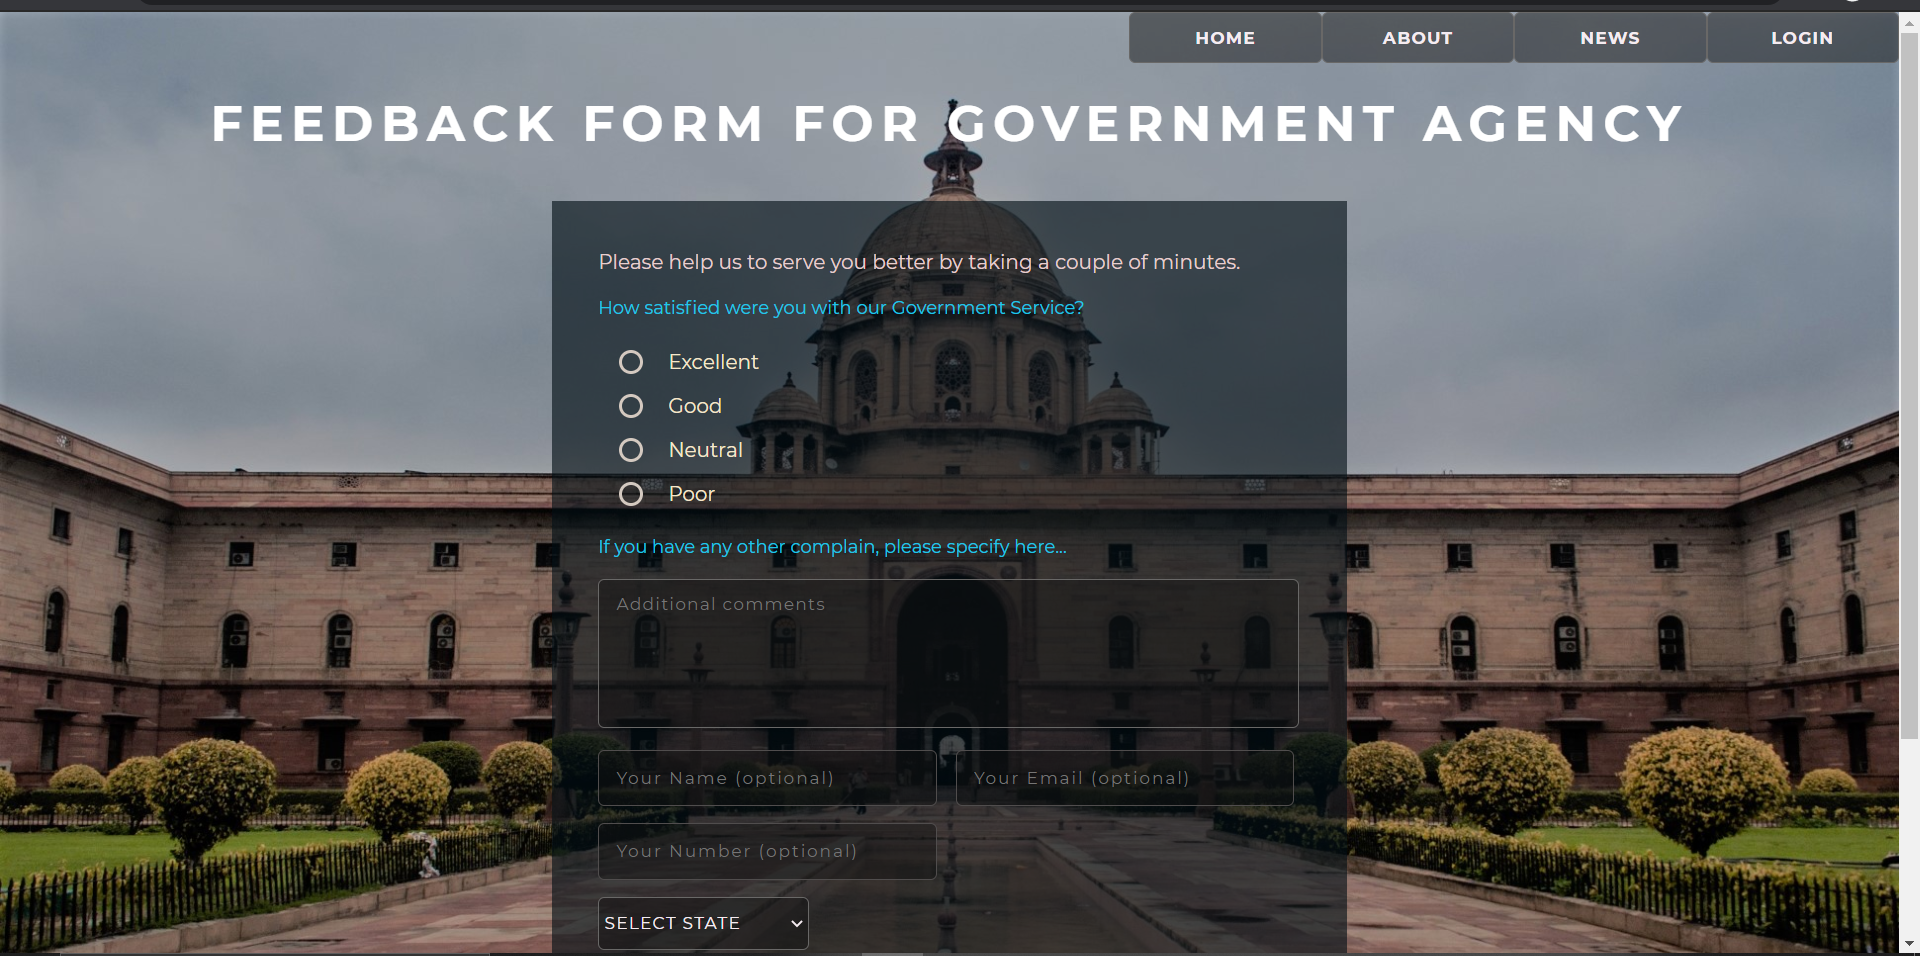 HOME ABOUT NEWS LOGIN
FEEDBACK FORM FOR GOVERNMENT AGENCY
Please help us to serve you better by taking a couple of minutes.
How satisfied were you with our Government Service?
Excellent
Good
Neutral
Poor
If you have any other complain, please specify here...
Additional comments
Your Name (optional) Your Email (optional)
Your Number (optional)
SELECT STATE